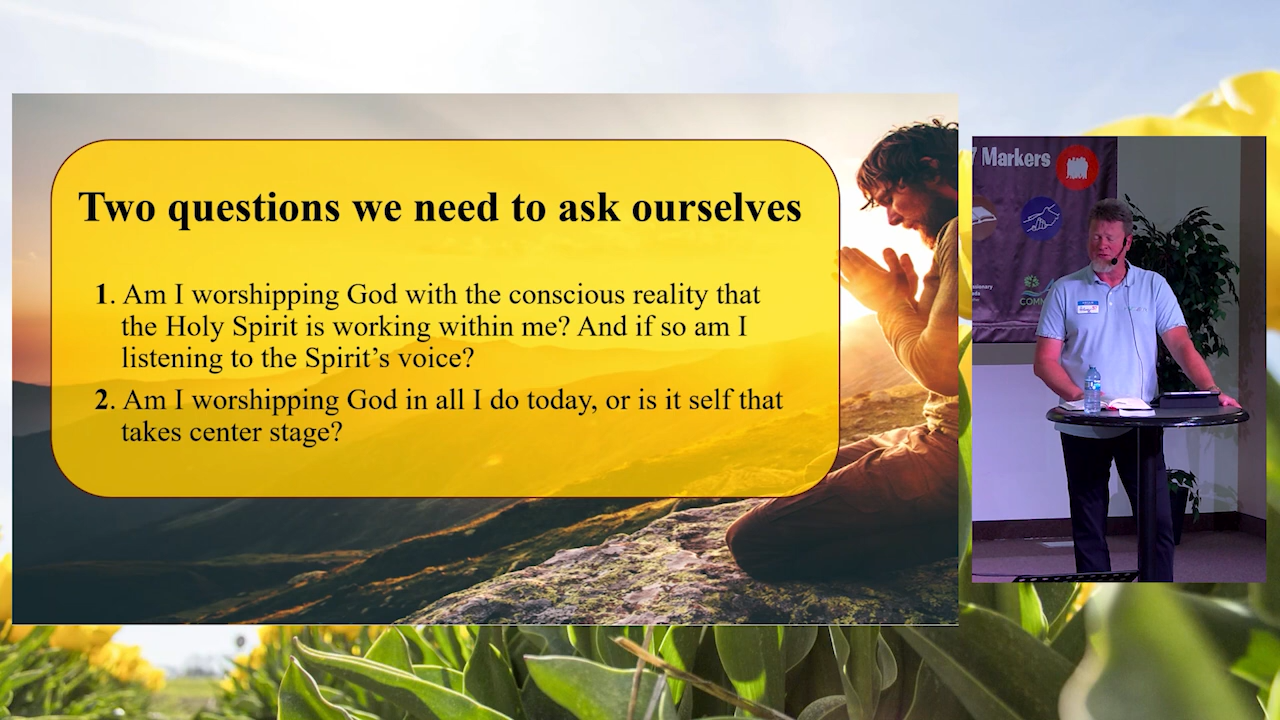 Two questions we need to ask ourselves
1. Am I worshipping God with the conscious reality that
the Holy Spirit is working within me? And if so am I
listening to the Spirit's voice?
2. Am I worshipping God in all I do today, or is it self that
takes center stage?
7 Markers
COMM